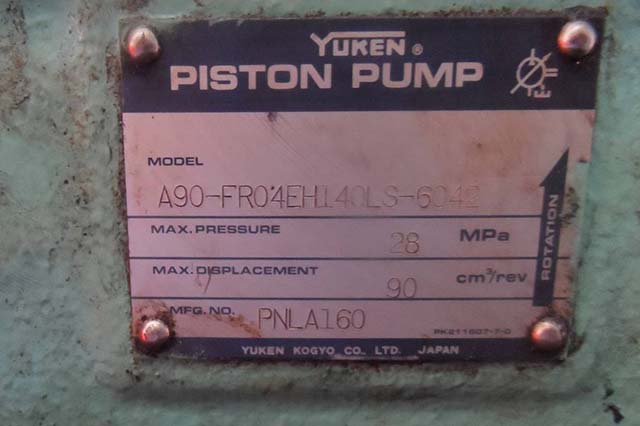 YUKEN®
PISTON PUMP
MODEL
A90-FR04EH140LS-6042
MAX. PRESSURE 28 MPa
MAX. DISPLACEMENT 90 cm³/rev
MFG. NO. PNLA160
ROTATION
YUKEN KOGYO CO., LTD. JAPAN